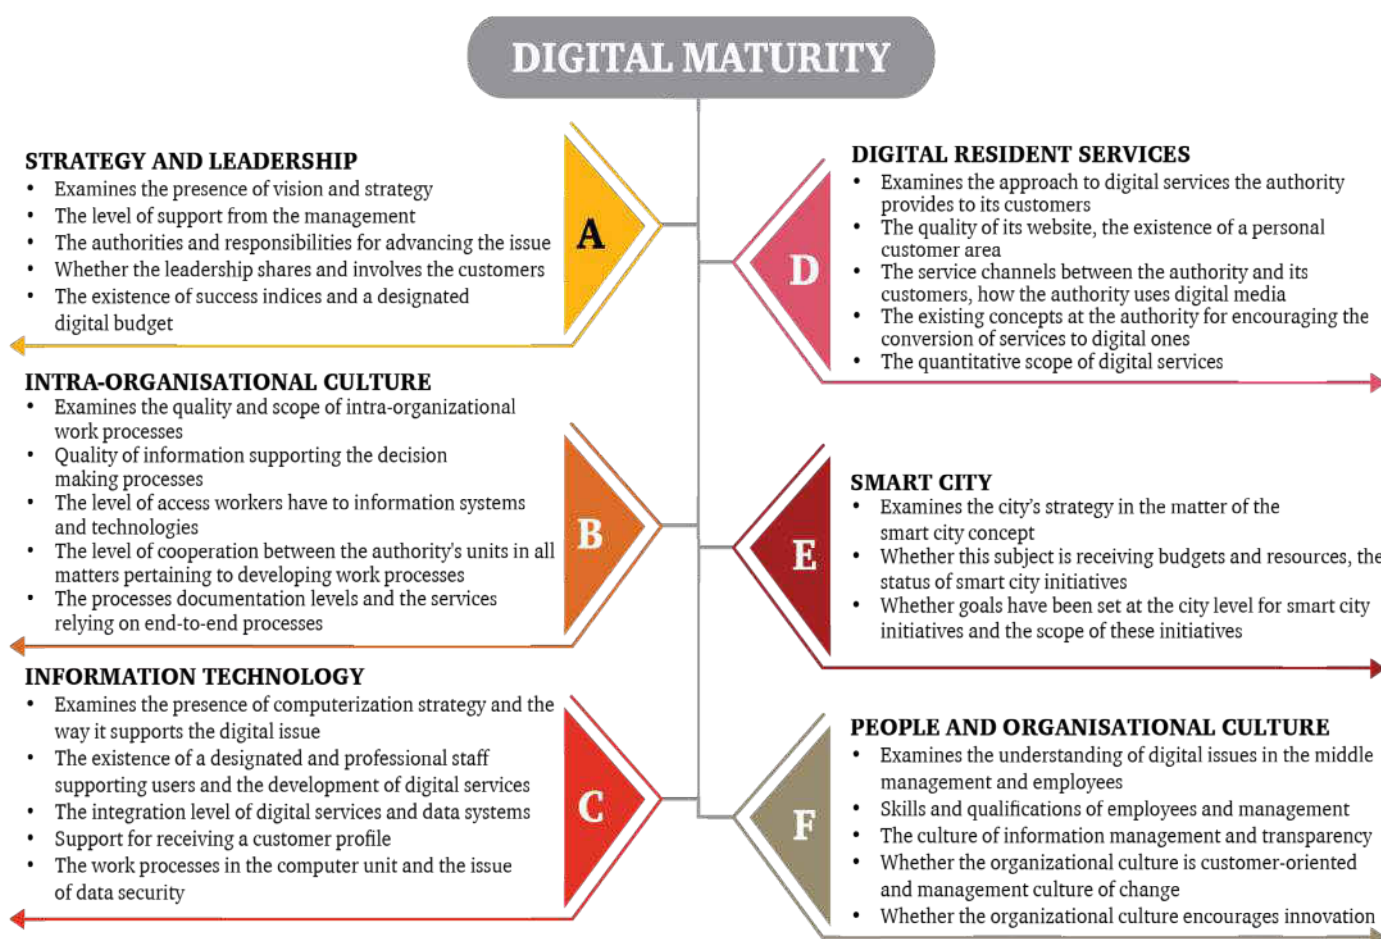 DIGITAL MATURITY
STRATEGY AND LEADERSHIP
• Examines the presence of vision and strategy
• The level of support from the management
• The authorities and responsibilities for advancing the issue
• Whether the leadership shares and involves the customers
• The existence of success indices and a designated
digital budget
A
INTRA-ORGANISATIONAL CULTURE
• Examines the quality and scope of intra-organizational
work processes
• Quality of information supporting the decision
making processes
• The level of access workers have to information systems
and technologies
• The level of cooperation between the authority's units in all
matters pertaining to developing work processes
• The processes documentation levels and the services
relying on end-to-end processes
B
INFORMATION TECHNOLOGY
• Examines the presence of computerization strategy and the
way it supports the digital issue
• The existence of a designated and professional staff
supporting users and the development of digital services
• The integration level of digital services and data systems
• Support for receiving a customer profile
• The work processes in the computer unit and the issue
of data security
C
DIGITAL RESIDENT SERVICES
• Examines the approach to digital services the authority
provides to its customers
• The quality of its website, the existence of a personal
customer area
• The service channels between the authority and its
customers, how the authority uses digital media
• The existing concepts at the authority for encouraging the
conversion of services to digital ones
• The quantitative scope of digital services
D
SMART CITY
• Examines the city's strategy in the matter of the
smart city concept
• Whether this subject is receiving budgets and resources, the
status of smart city initiatives
• Whether goals have been set at the city level for smart city
initiatives and the scope of these initiatives
E
PEOPLE AND ORGANISATIONAL CULTURE
• Examines the understanding of digital issues in the middle
management and employees
• Skills and qualifications of employees and management
• The culture of information management and transparency
• Whether the organizational culture is customer-oriented
and management culture of change
• Whether the organizational culture encourages innovation
F